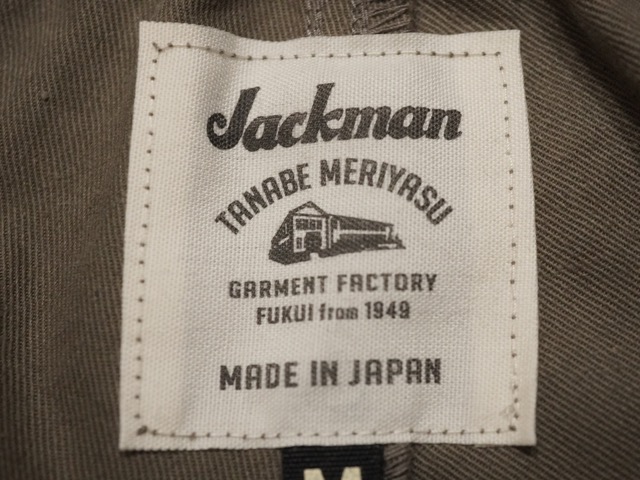 Jackman
TANABE MERIYASU
GARMENT FACTORY
FUKUI from 1949
MADE IN JAPAN
M